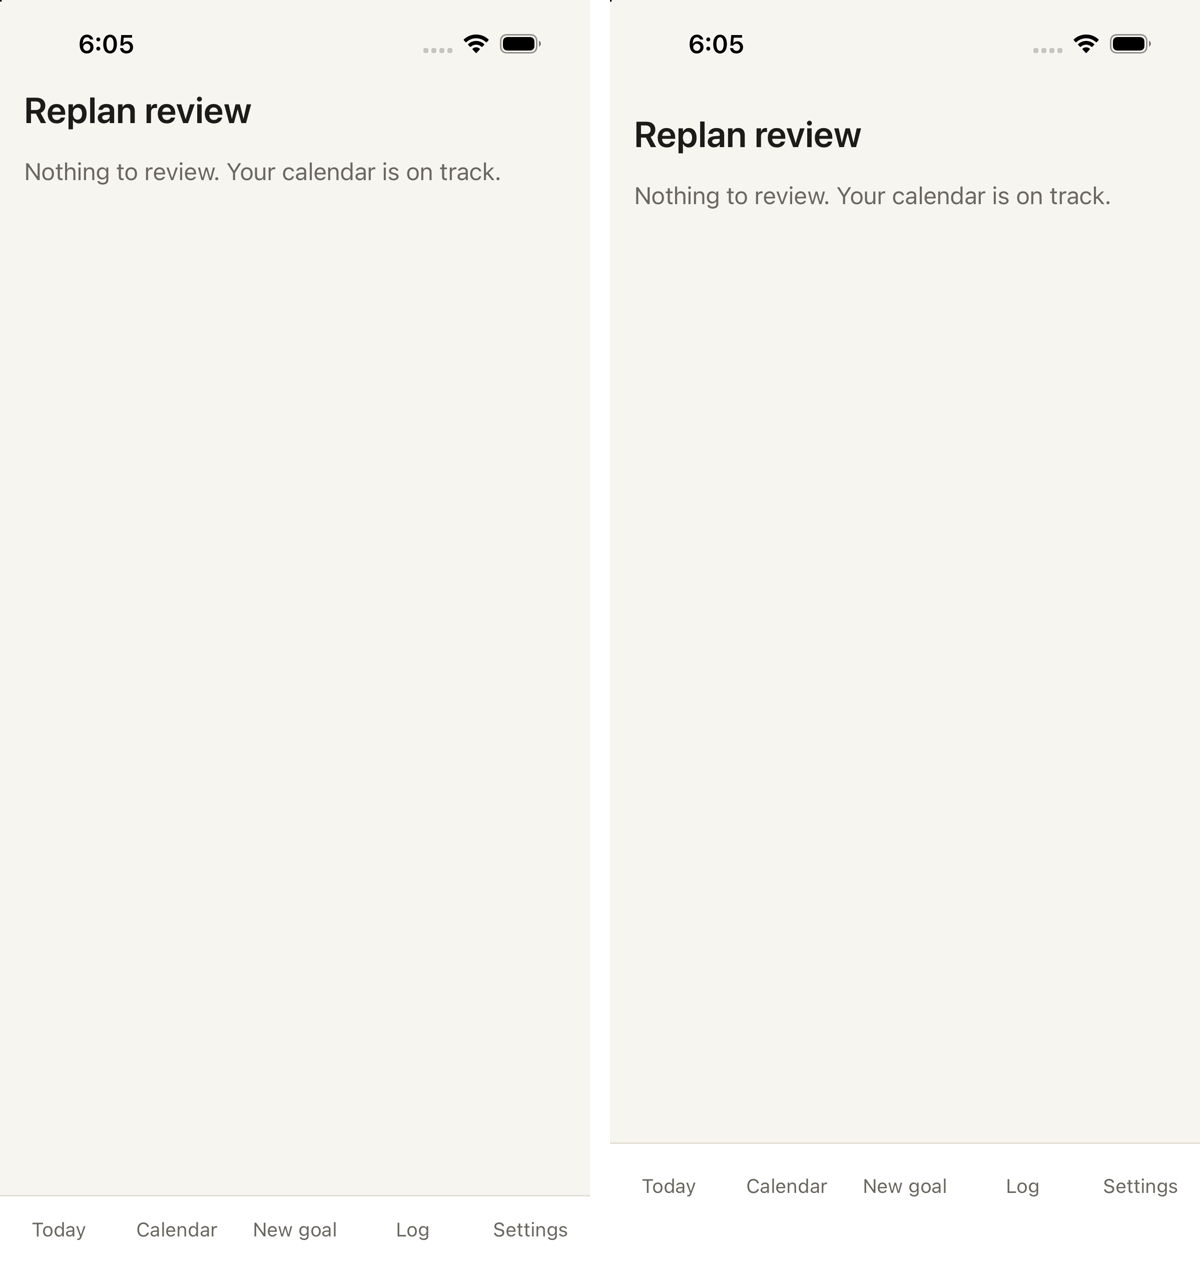 6:05
Replan review
Nothing to review. Your calendar is on track.
Today Calendar New goal Log Settings
6:05
Replan review
Nothing to review. Your calendar is on track.
Today Calendar New goal Log Settings